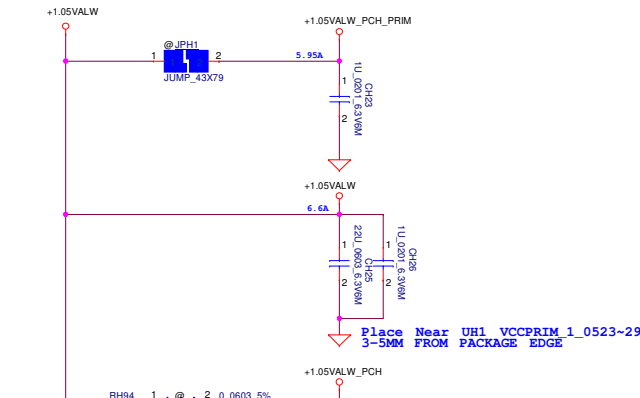 +1.05VALW
+1.05VALW_PCH_PRIM
@ JPH1
1 2
5.95A
JUMP_43X79
1
2
1U_0201_6.3V6M
CH23
+1.05VALW
6.6A
1
2
22U_0603_6.3V6M
CH25
1
2
1U_0201_6.3V6M
CH26
Place Near UH1 VCCPRIM_1_0523~29
3-5MM FROM PACKAGE EDGE
+1.05VALW_PCH
RH94 1 @ 2 0_0603_5%